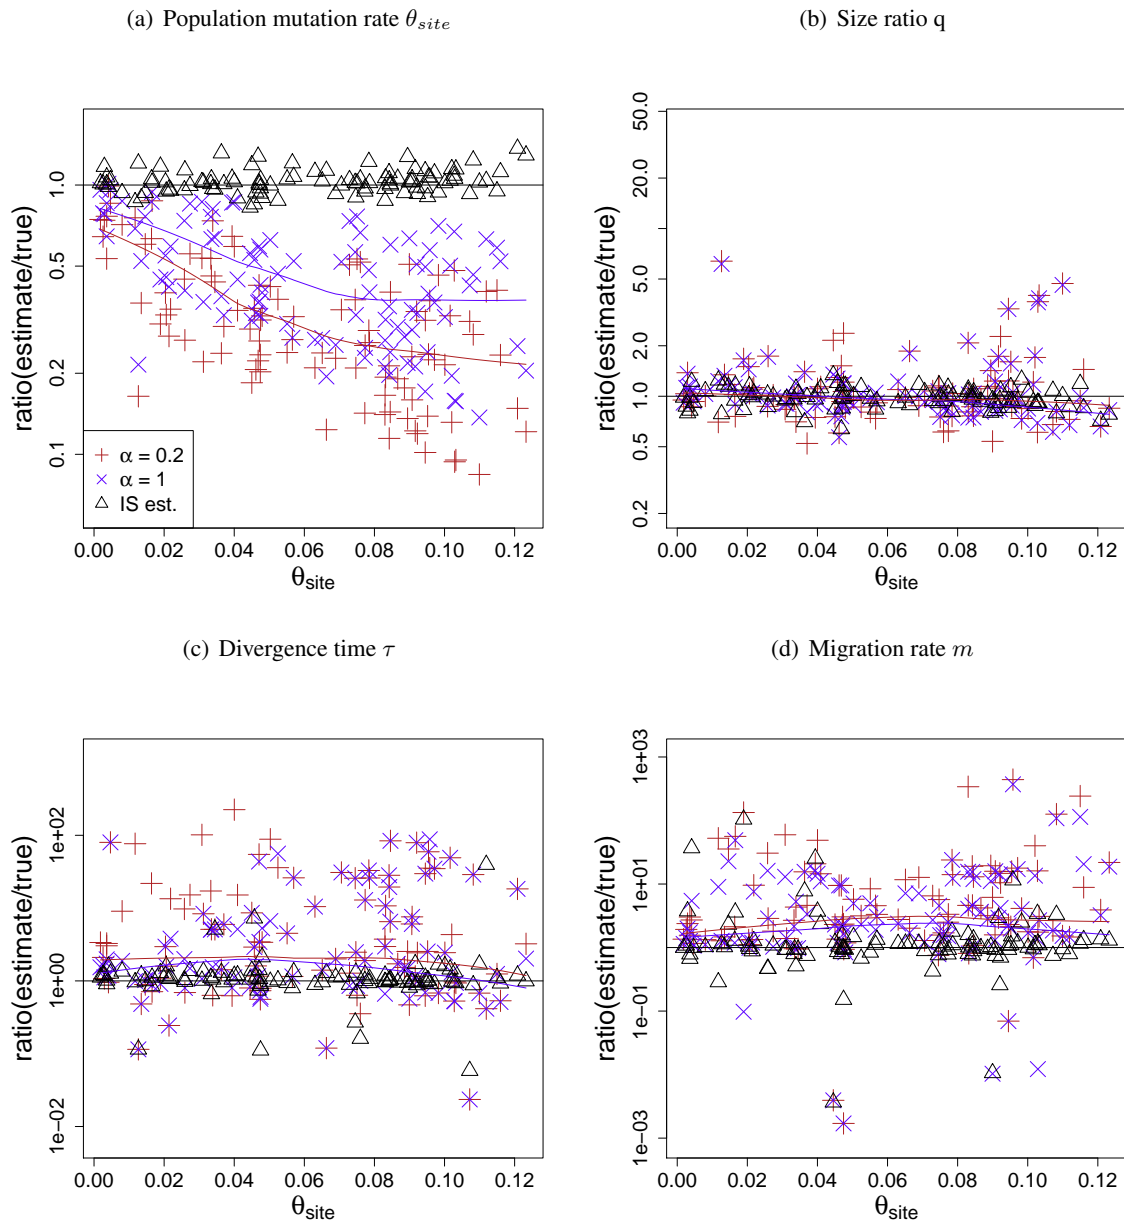 (a) Population mutation rate θsite
(b) Size ratio q
ratio(estimate/true)
1.0
0.5
0.2
0.1
α = 0.2
α = 1
IS est.
0.00 0.02 0.04 0.06 0.08 0.10 0.12
θsite
ratio(estimate/true)
50.0
20.0
5.0
2.0
1.0
0.5
0.2
0.00 0.02 0.04 0.06 0.08 0.10 0.12
θsite
(c) Divergence time τ
(d) Migration rate m
ratio(estimate/true)
1e+02
1e+00
1e−02
0.00 0.02 0.04 0.06 0.08 0.10 0.12
θsite
ratio(estimate/true)
1e+03
1e+01
1e−01
1e−03
0.00 0.02 0.04 0.06 0.08 0.10 0.12
θsite